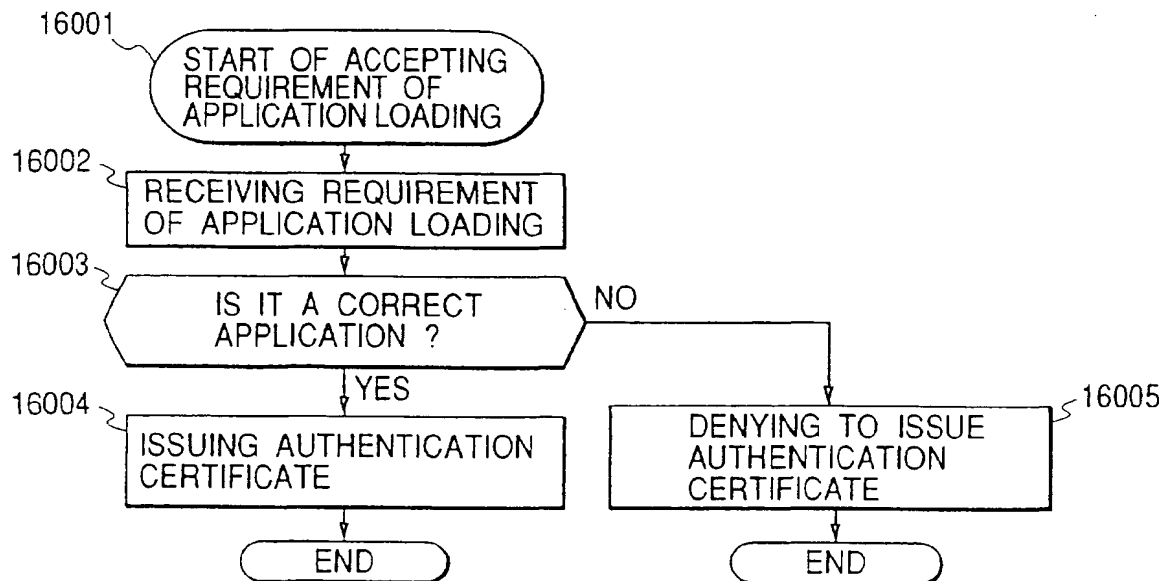 16001
START OF ACCEPTING
REQUIREMENT OF
APPLICATION LOADING
16002
RECEIVING REQUIREMENT
OF APPLICATION LOADING
16003
IS IT A CORRECT
APPLICATION ?
NO
YES
16004
ISSUING AUTHENTICATION
CERTIFICATE
16005
DENYING TO ISSUE
AUTHENTICATION
CERTIFICATE
END
END